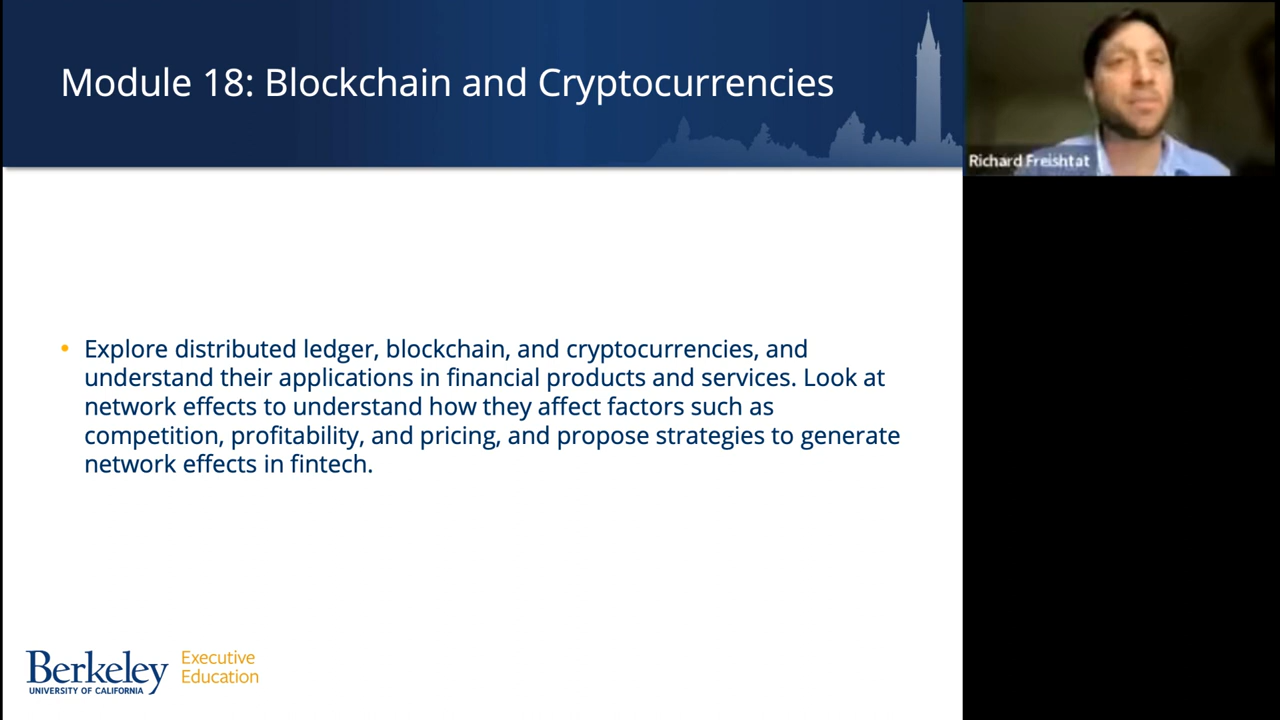 Module 18: Blockchain and Cryptocurrencies
Richard Freishtat
• Explore distributed ledger, blockchain, and cryptocurrencies, and
understand their applications in financial products and services. Look at
network effects to understand how they affect factors such as
competition, profitability, and pricing, and propose strategies to generate
network effects in fintech.
Berkeley
UNIVERSITY OF CALIFORNIA
Executive
Education